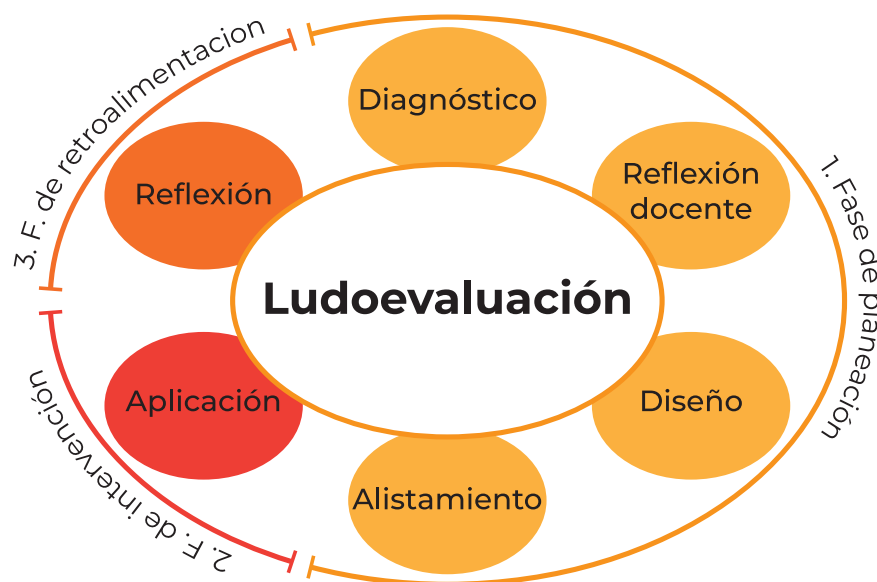 Ludoevaluación
1. Fase de planeación
Diagnóstico
Reflexión
docente
Diseño
Alistamiento
2. F. de intervención
Aplicación
3. F. de retroalimentacion
Reflexión